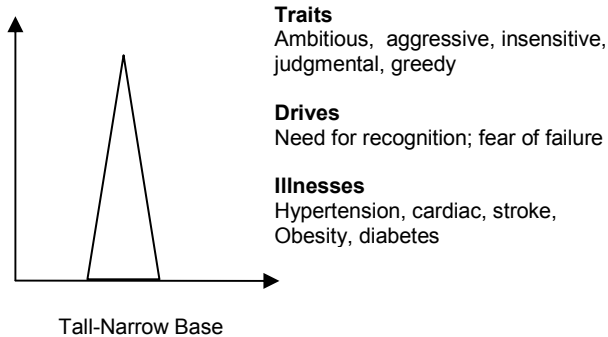 Traits
Ambitious, aggressive, insensitive,
judgmental, greedy
Drives
Need for recognition; fear of failure
Illnesses
Hypertension, cardiac, stroke,
Obesity, diabetes
Tall-Narrow Base